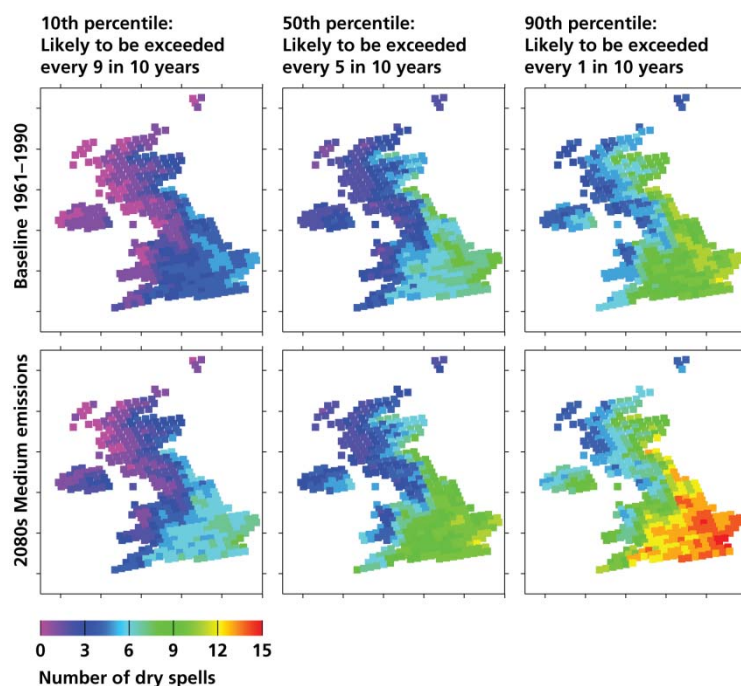 10th percentile:
Likely to be exceeded
every 9 in 10 years
50th percentile:
Likely to be exceeded
every 5 in 10 years
90th percentile:
Likely to be exceeded
every 1 in 10 years
Baseline 1961–1990
2080s Medium emissions
0 3 6 9 12 15
Number of dry spells